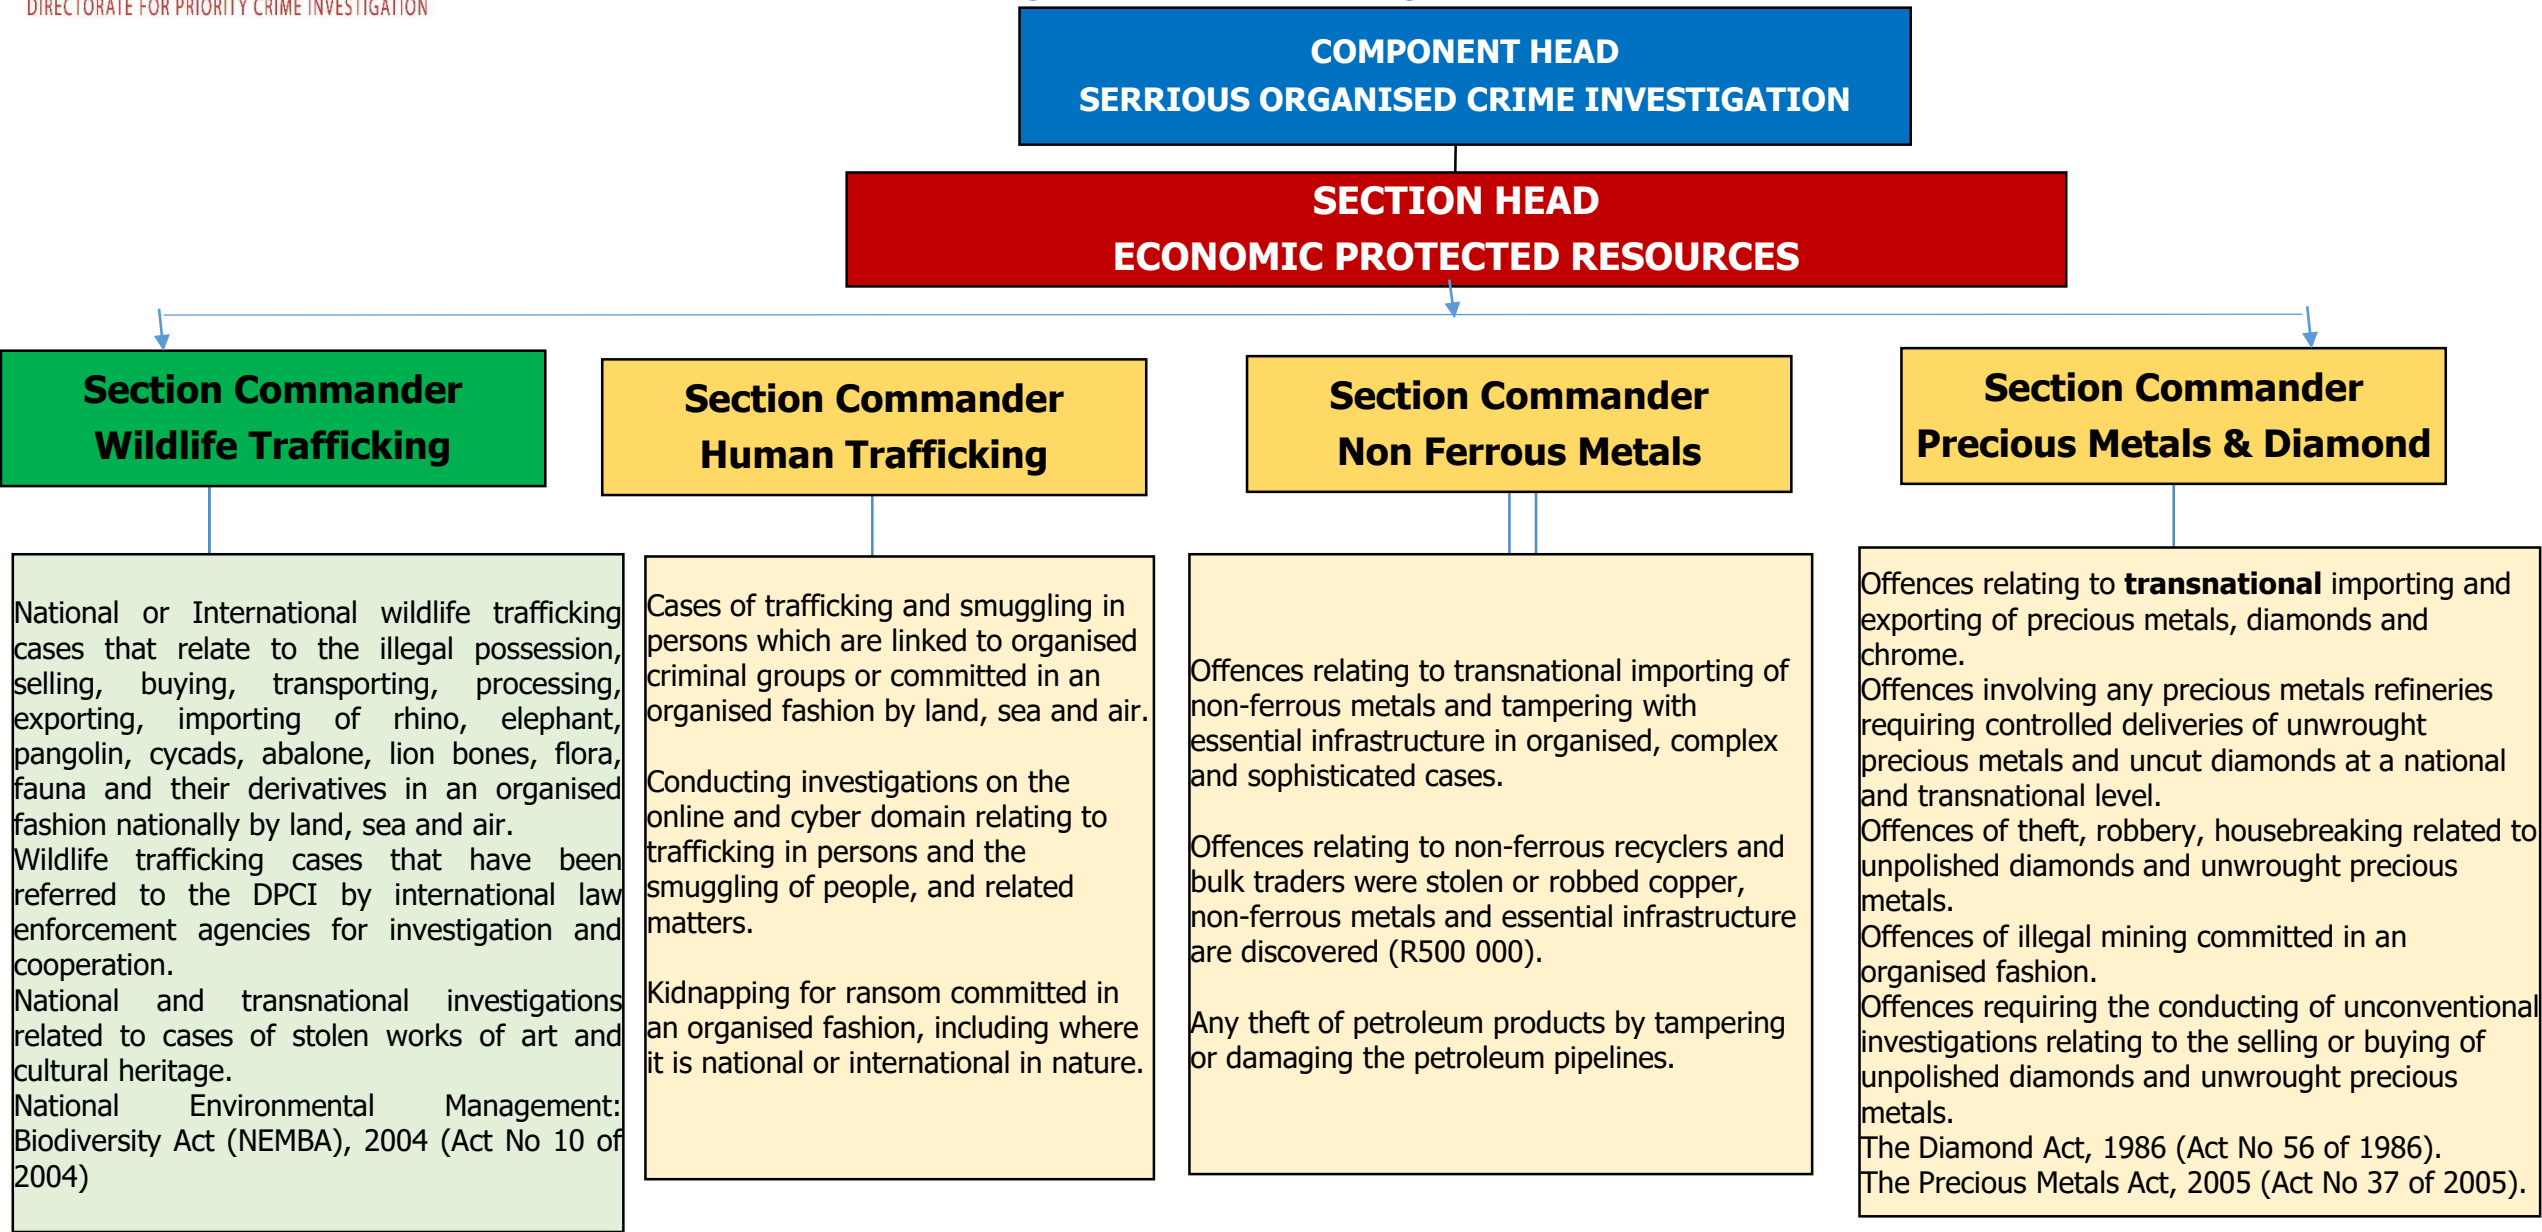 DIRECTORATE FOR PRIORITY CRIME INVESTIGATION
COMPONENT HEAD
SERRIOUS ORGANISED CRIME INVESTIGATION
SECTION HEAD
ECONOMIC PROTECTED RESOURCES
Section Commander
Wildlife Trafficking
Section Commander
Human Trafficking
Section Commander
Non Ferrous Metals
Section Commander
Precious Metals & Diamond
National or International wildlife trafficking
cases that relate to the illegal possession,
selling, buying, transporting, processing,
exporting, importing of rhino, elephant,
pangolin, cycads, abalone, lion bones, flora,
fauna and their derivatives in an organised
fashion nationally by land, sea and air.
Wildlife trafficking cases that have been
referred to the DPCI by international law
enforcement agencies for investigation and
cooperation.
National and transnational investigations
related to cases of stolen works of art and
cultural heritage.
National Environmental Management:
Biodiversity Act (NEMBA), 2004 (Act No 10 of
2004)
Cases of trafficking and smuggling in
persons which are linked to organised
criminal groups or committed in an
organised fashion by land, sea and air.
Conducting investigations on the
online and cyber domain relating to
trafficking in persons and the
smuggling of people, and related
matters.
Kidnapping for ransom committed in
an organised fashion, including where
it is national or international in nature.
Offences relating to transnational importing of
non-ferrous metals and tampering with
essential infrastructure in organised, complex
and sophisticated cases.
Offences relating to non-ferrous recyclers and
bulk traders were stolen or robbed copper,
non-ferrous metals and essential infrastructure
are discovered (R500 000).
Any theft of petroleum products by tampering
or damaging the petroleum pipelines.
Offences relating to transnational importing and
exporting of precious metals, diamonds and
chrome.
Offences involving any precious metals refineries
requiring controlled deliveries of unwrought
precious metals and uncut diamonds at a national
and transnational level.
Offences of theft, robbery, housebreaking related to
unpolished diamonds and unwrought precious
metals.
Offences of illegal mining committed in an
organised fashion.
Offences requiring the conducting of unconventional
investigations relating to the selling or buying of
unpolished diamonds and unwrought precious
metals.
The Diamond Act, 1986 (Act No 56 of 1986).
The Precious Metals Act, 2005 (Act No 37 of 2005).